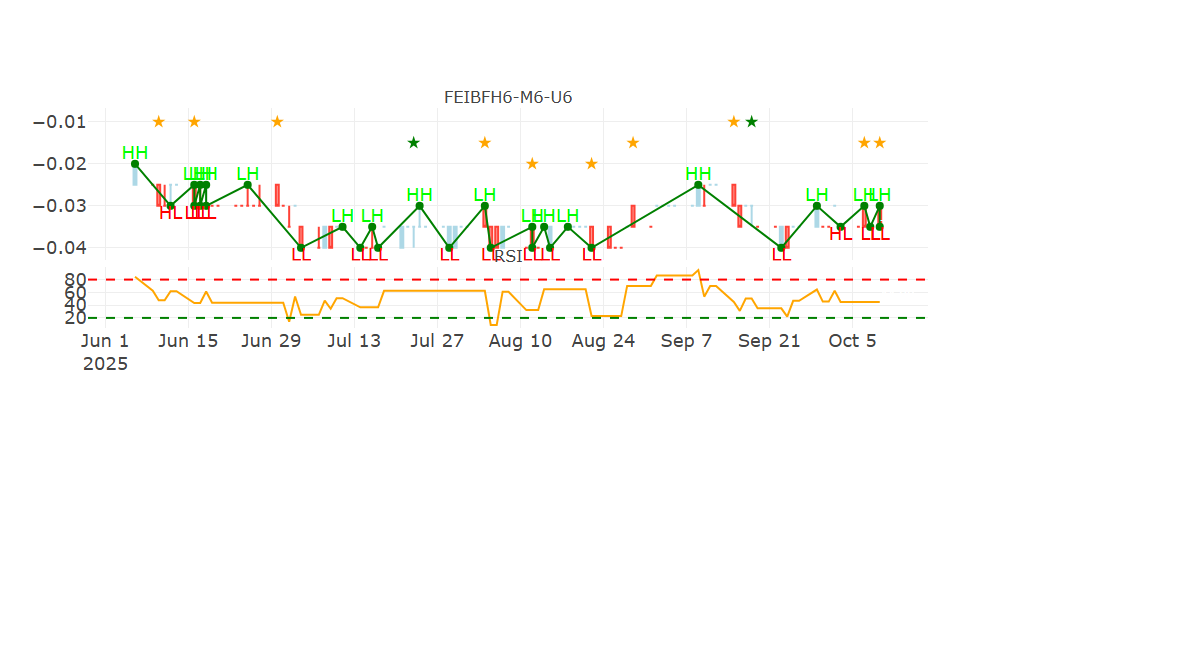 FEIBFH6-M6-U6
−0.01
−0.02
−0.03
−0.04
HH
HL
LH
LL
LH
LL
LH
LL
LH
LL
LH
LL
HH
LL
LH
LL
LH
LL
LH
LL
LH
LL
HH
LL
LH
HL
LH
LL
LH
LL
RSI
80
60
40
20
Jun 1
2025
Jun 15
Jun 29
Jul 13
Jul 27
Aug 10
Aug 24
Sep 7
Sep 21
Oct 5